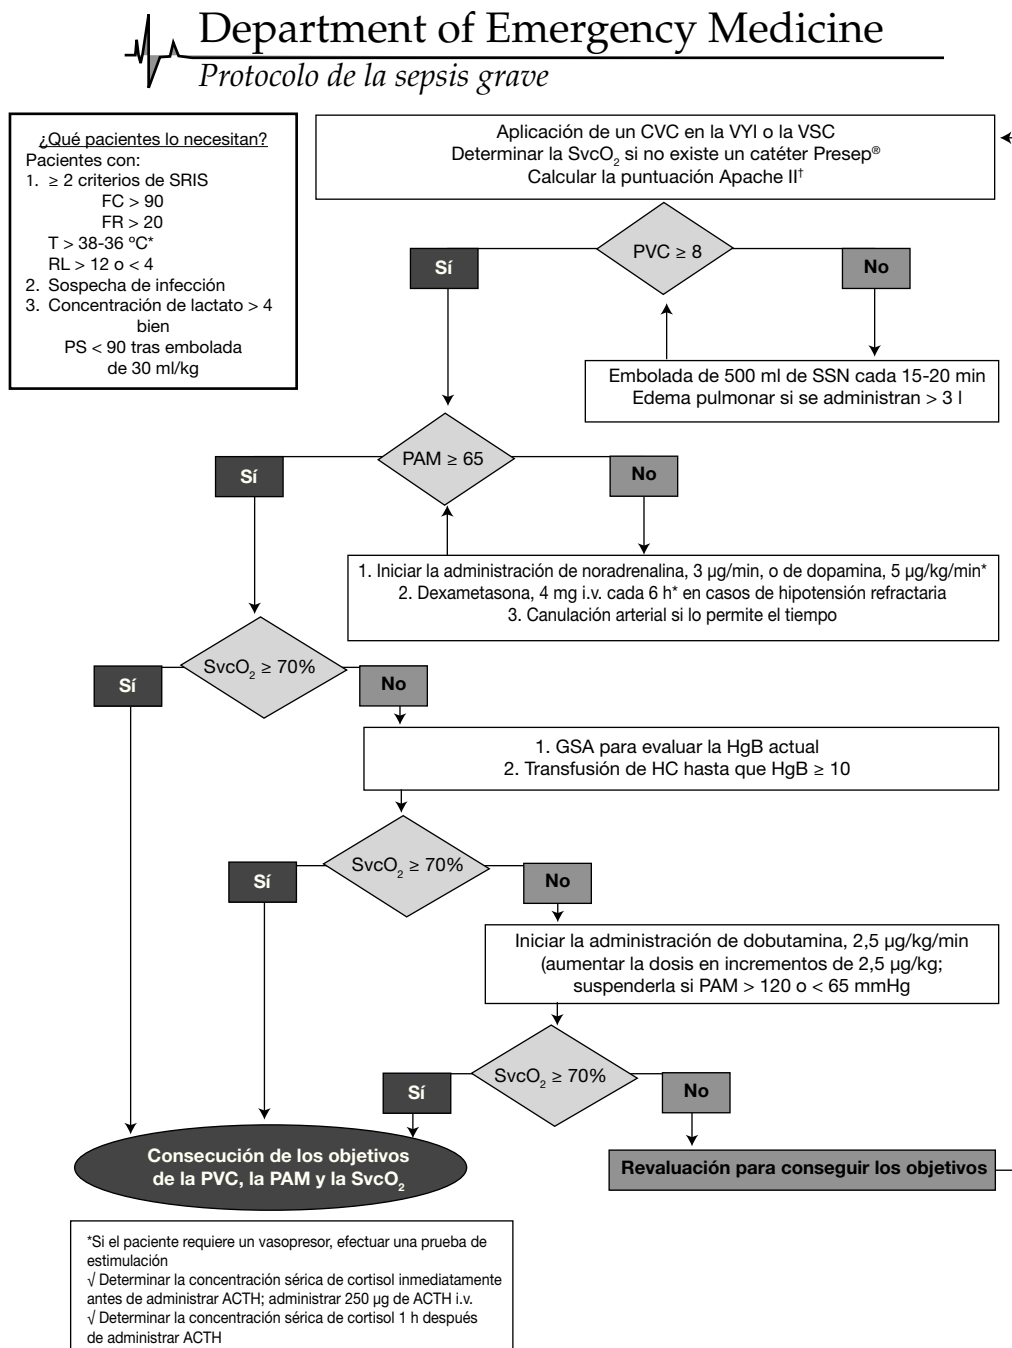 Department of Emergency Medicine
Protocolo de la sepsis grave
¿Qué pacientes lo necesitan?
Pacientes con:
1. ≥ 2 criterios de SRIS
FC > 90
FR > 20
T > 38-36 ºC*
RL > 12 o < 4
2. Sospecha de infección
3. Concentración de lactato > 4
bien
PS < 90 tras embolada
de 30 ml/kg
Aplicación de un CVC en la VYI o la VSC
Determinar la SvcO₂ si no existe un catéter Presep®
Calcular la puntuación Apache II†
PVC ≥ 8
Sí
No
Embolada de 500 ml de SSN cada 15-20 min
Edema pulmonar si se administran > 3 l
PAM ≥ 65
Sí
No
1. Iniciar la administración de noradrenalina, 3 µg/min, o de dopamina, 5 µg/kg/min*
2. Dexametasona, 4 mg i.v. cada 6 h* en casos de hipotensión refractaria
3. Canulación arterial si lo permite el tiempo
SvcO₂ ≥ 70%
Sí
No
1. GSA para evaluar la HgB actual
2. Transfusión de HC hasta que HgB ≥ 10
SvcO₂ ≥ 70%
Sí
No
Iniciar la administración de dobutamina, 2,5 µg/kg/min
(aumentar la dosis en incrementos de 2,5 µg/kg;
suspenderla si PAM > 120 o < 65 mmHg
SvcO₂ ≥ 70%
Sí
No
Consecución de los objetivos
de la PVC, la PAM y la SvcO₂
Revaluación para conseguir los objetivos
*Si el paciente requiere un vasopresor, efectuar una prueba de
estimulación
√ Determinar la concentración sérica de cortisol inmediatamente
antes de administrar ACTH; administrar 250 µg de ACTH i.v.
√ Determinar la concentración sérica de cortisol 1 h después
de administrar ACTH